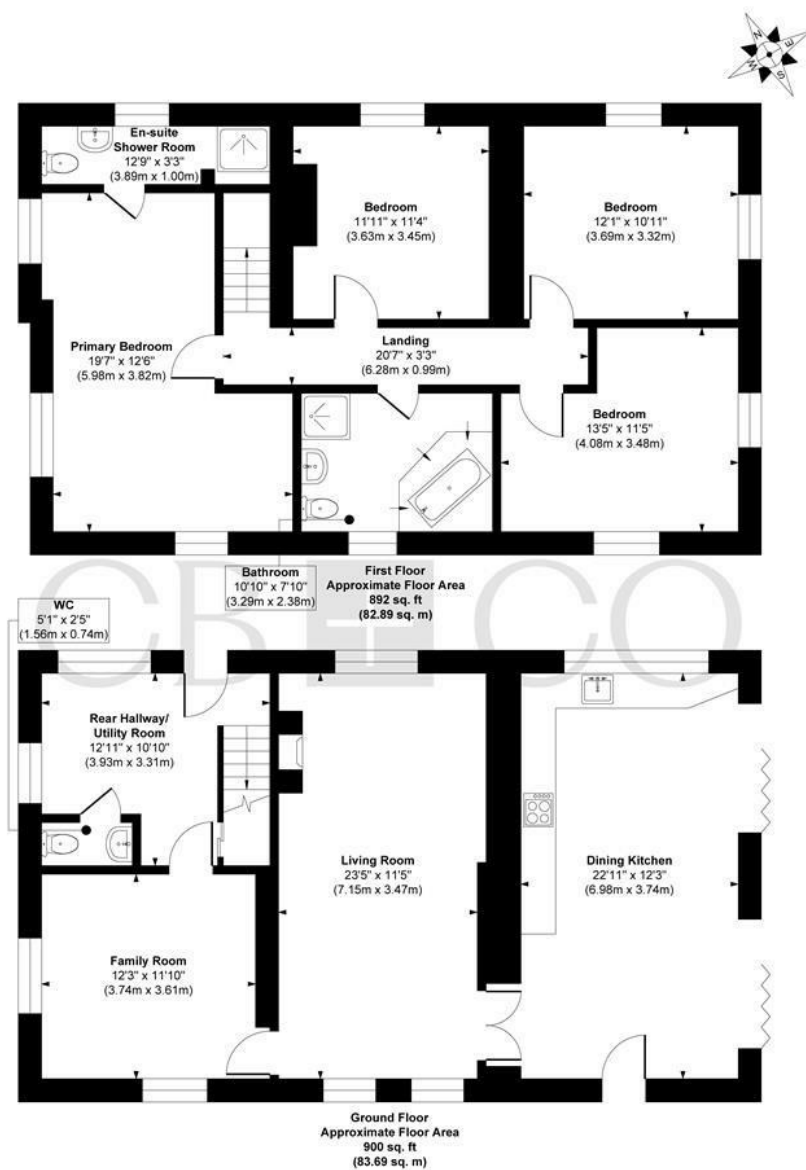 N
E
W
S
En-suite
Shower Room
12'9" x 3'3"
(3.89m x 1.00m)
Bedroom
11'11" x 11'4"
(3.63m x 3.45m)
Bedroom
12'1" x 10'11"
(3.69m x 3.32m)
Primary Bedroom
19'7" x 12'6"
(5.98m x 3.82m)
Landing
20'7" x 3'3"
(6.28m x 0.99m)
Bedroom
13'5" x 11'5"
(4.08m x 3.48m)
Bathroom
10'10" x 7'10"
(3.29m x 2.38m)
First Floor
Approximate Floor Area
892 sq. ft
(82.89 sq. m)
CB+CO
WC
5'1" x 2'5"
(1.56m x 0.74m)
Rear Hallway/
Utility Room
12'11" x 10'10"
(3.93m x 3.31m)
Living Room
23'5" x 11'5"
(7.15m x 3.47m)
Dining Kitchen
22'11" x 12'3"
(6.98m x 3.74m)
Family Room
12'3" x 11'10"
(3.74m x 3.61m)
Ground Floor
Approximate Floor Area
900 sq. ft
(83.69 sq. m)